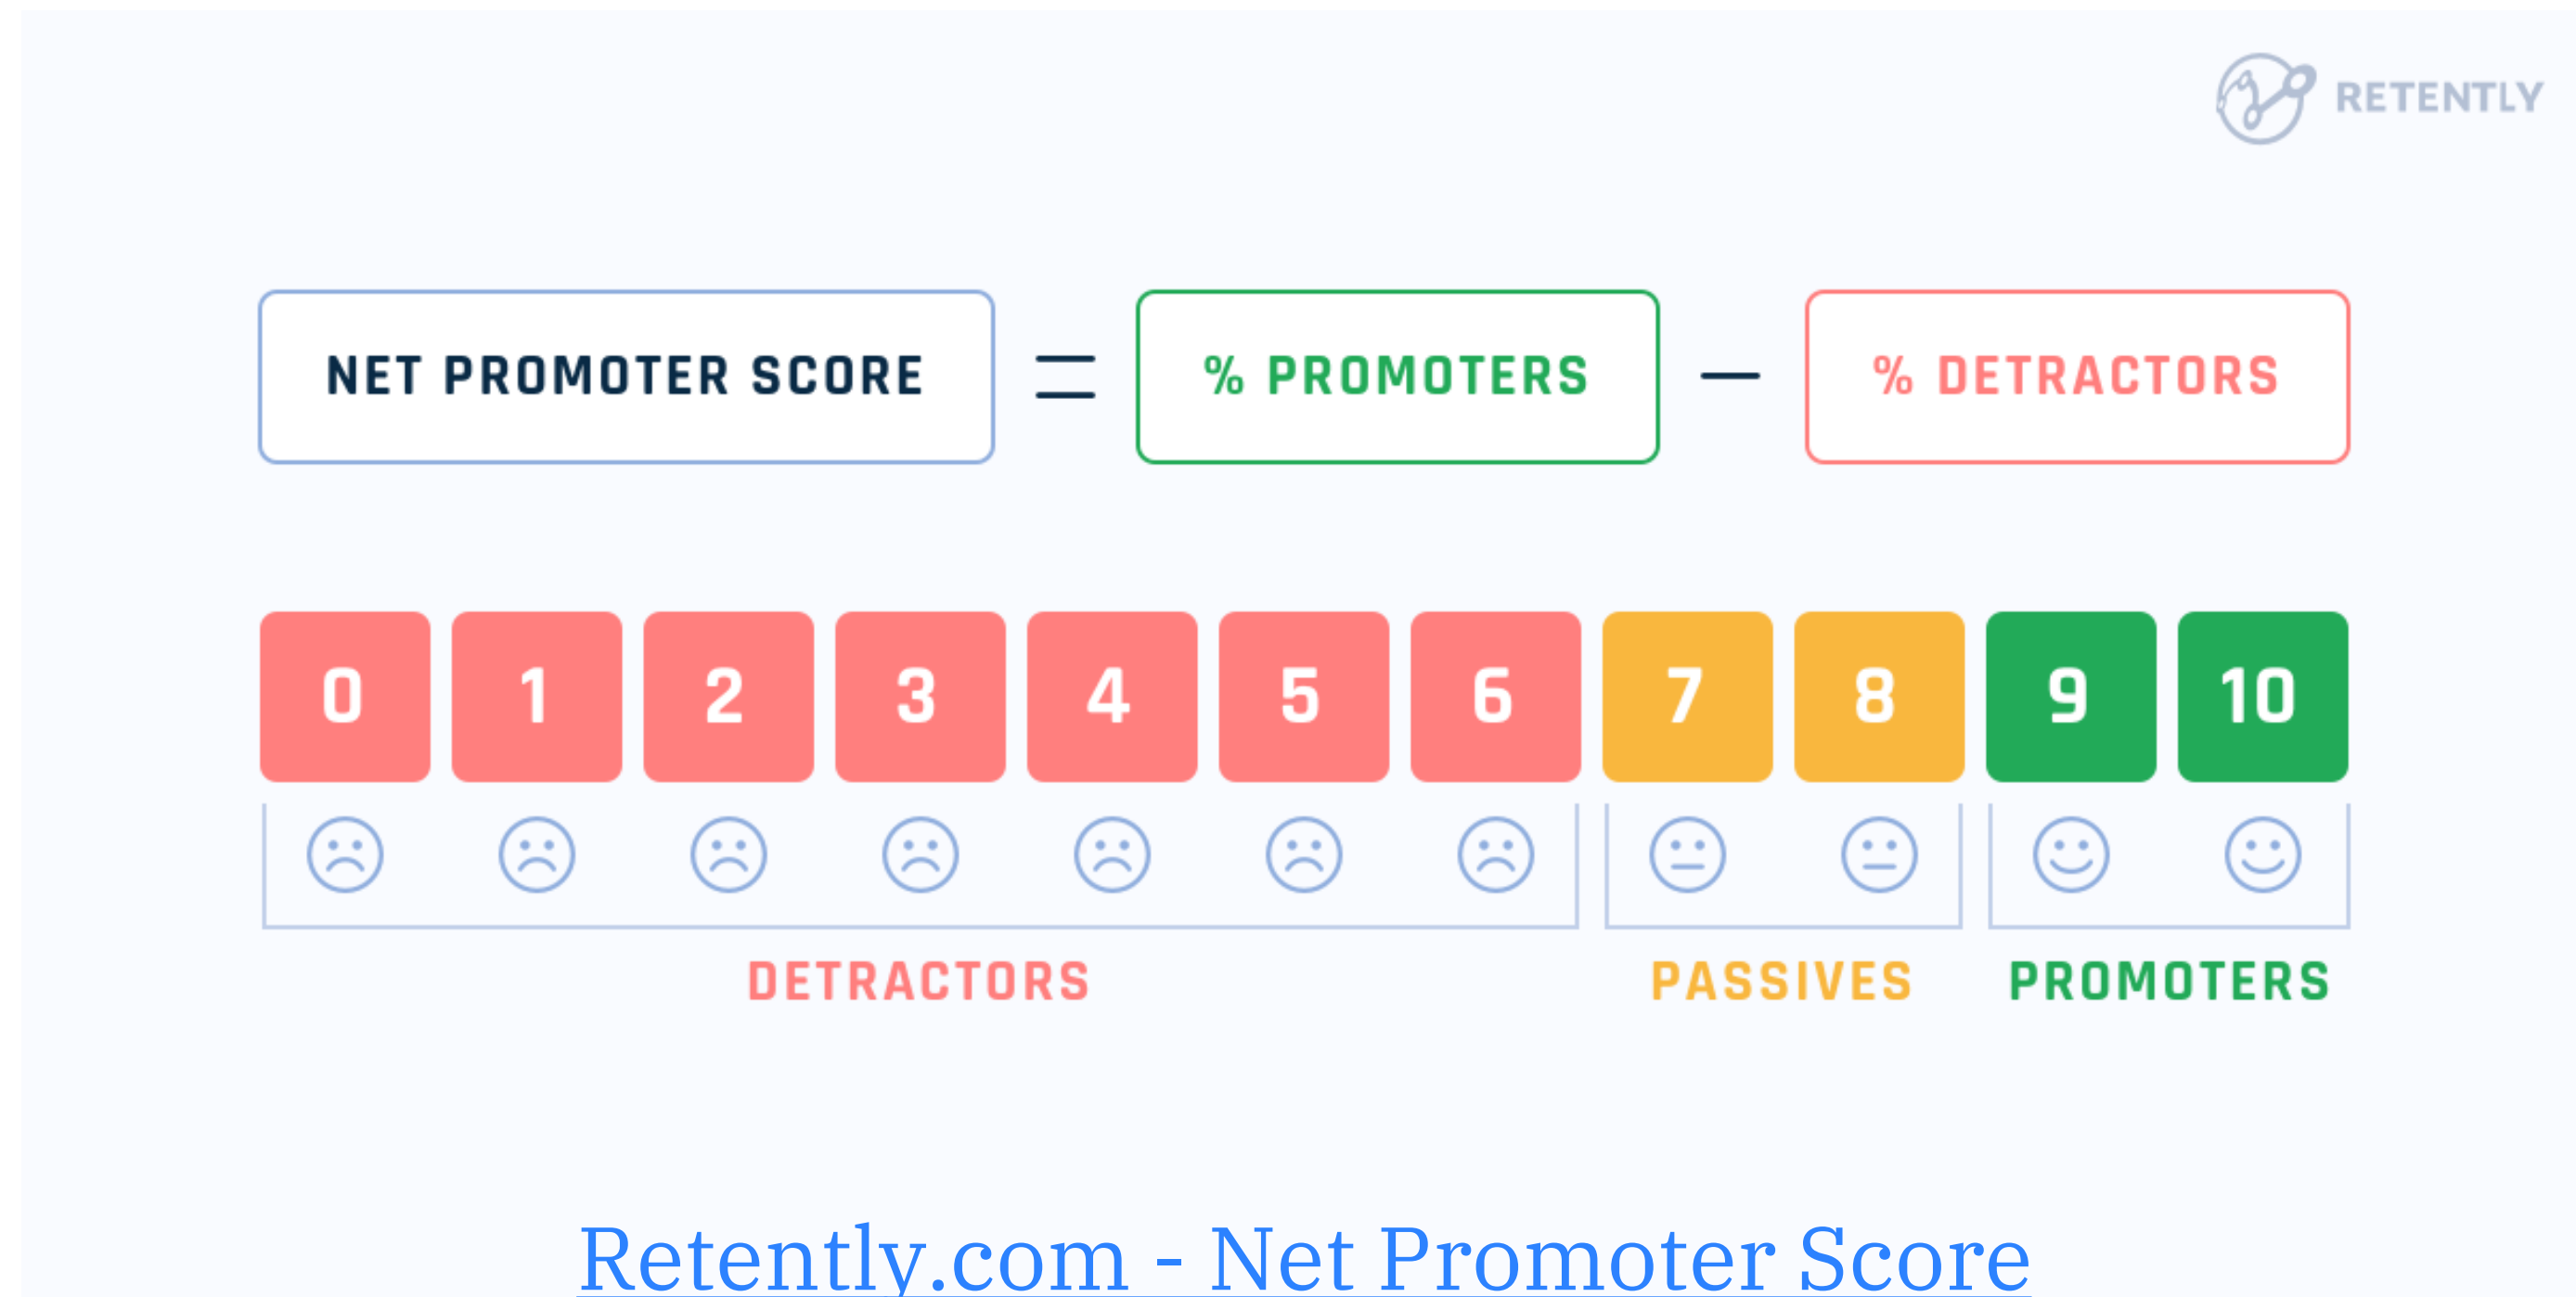 RETENTLY
NET PROMOTER SCORE = % PROMOTERS — % DETRACTORS
0 1 2 3 4 5 6 7 8 9 10
DETRACTORS PASSIVES PROMOTERS
Retently.com - Net Promoter Score